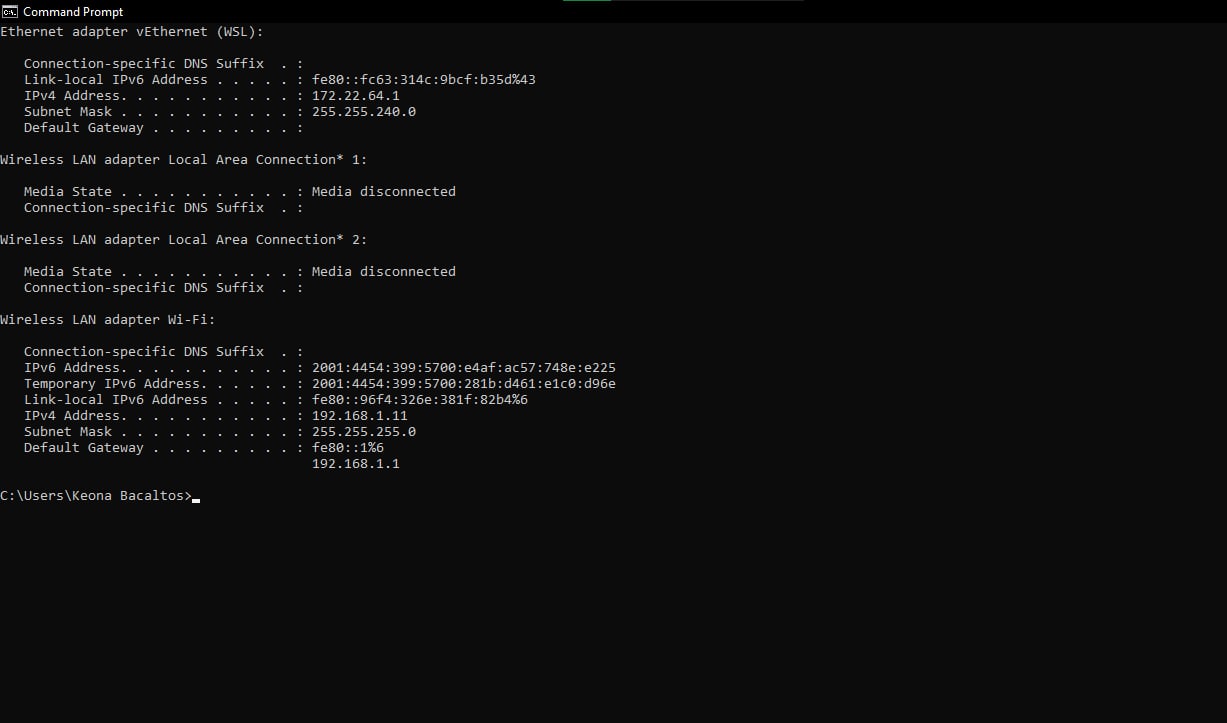 Command Prompt
Ethernet adapter vEthernet (WSL):
Connection-specific DNS Suffix  . :
Link-local IPv6 Address . . . . . : fe80::fc63:314c:9bcf:b35d%43
IPv4 Address. . . . . . . . . . . : 172.22.64.1
Subnet Mask . . . . . . . . . . . : 255.255.240.0
Default Gateway . . . . . . . . . :
Wireless LAN adapter Local Area Connection* 1:
Media State . . . . . . . . . . . : Media disconnected
Connection-specific DNS Suffix  . :
Wireless LAN adapter Local Area Connection* 2:
Media State . . . . . . . . . . . : Media disconnected
Connection-specific DNS Suffix  . :
Wireless LAN adapter Wi-Fi:
Connection-specific DNS Suffix  . :
IPv6 Address. . . . . . . . . . . : 2001:4454:399:5700:e4af:ac57:748e:e225
Temporary IPv6 Address. . . . . . : 2001:4454:399:5700:281b:d461:e1c0:d96e
Link-local IPv6 Address . . . . . : fe80::96f4:326e:381f:82b4%6
IPv4 Address. . . . . . . . . . . : 192.168.1.11
Subnet Mask . . . . . . . . . . . : 255.255.255.0
Default Gateway . . . . . . . . . : fe80::1%6
192.168.1.1
C:\Users\Keona Bacaltos>